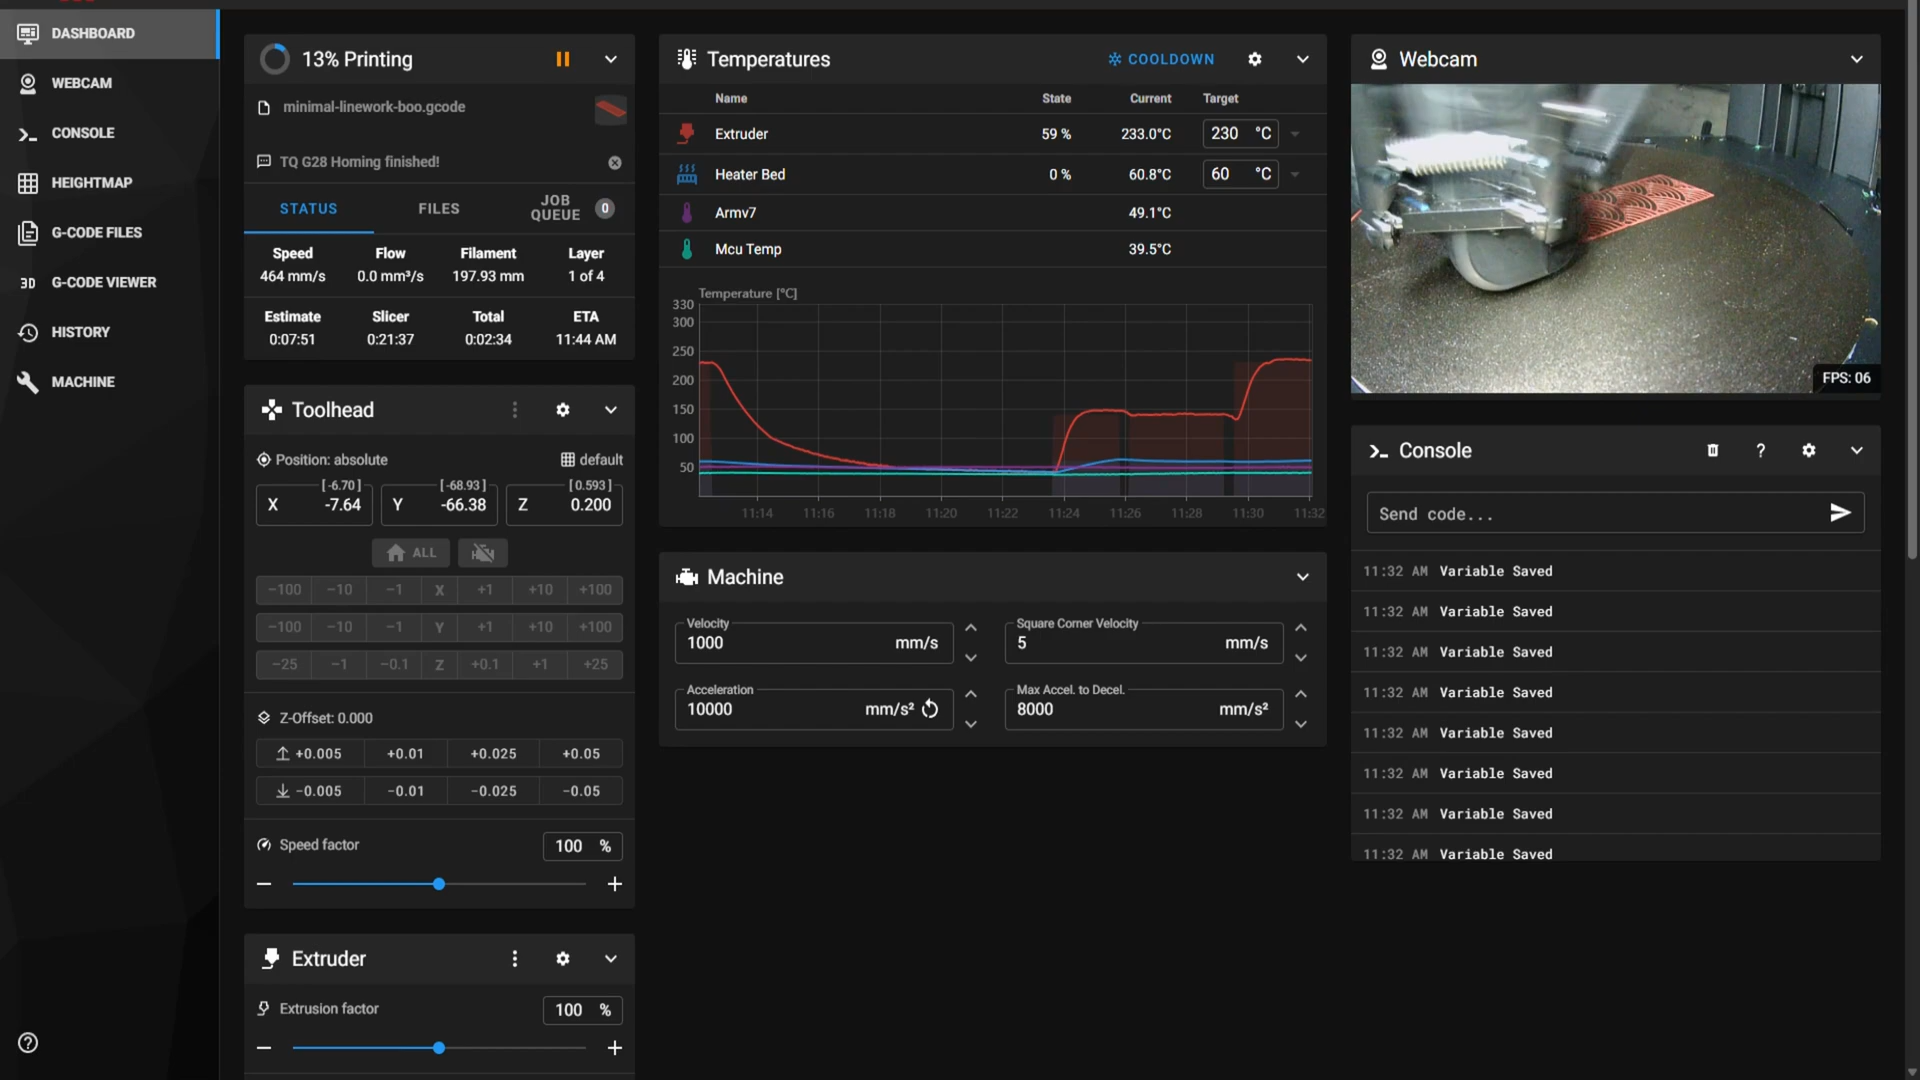 DASHBOARD
WEBCAM
CONSOLE
HEIGHTMAP
G-CODE FILES
3D G-CODE VIEWER
HISTORY
MACHINE
13% Printing
minimal-linework-boo.gcode
TQ G28 Homing finished!
STATUS FILES JOB QUEUE 0
Speed Flow Filament Layer
464 mm/s 0.0 mm³/s 197.93 mm 1 of 4
Estimate Slicer Total ETA
0:07:51 0:21:37 0:02:34 11:44 AM
Toolhead
Position: absolute default
[ -6.70] [ -68.93] [ 0.593]
X -7.64 Y -66.38 Z 0.200
ALL
−100 −10 −1 X +1 +10 +100
−100 −10 −1 Y +1 +10 +100
−25 −1 −0.1 Z +0.1 +1 +25
Z-Offset: 0.000
+0.005 +0.01 +0.025 +0.05
−0.005 −0.01 −0.025 −0.05
Speed factor 100 %
Extruder
Extrusion factor 100 %
Temperatures COOLDOWN
Name State Current Target
Extruder 59 % 233.0°C 230 °C
Heater Bed 0 % 60.8°C 60 °C
Armv7 49.1°C
Mcu Temp 39.5°C
Temperature [°C]
330
300
250
200
150
100
50
11:14 11:16 11:18 11:20 11:22 11:24 11:26 11:28 11:30 11:32
Machine
Velocity Square Corner Velocity
1000 mm/s 5 mm/s
Acceleration Max Accel. to Decel.
10000 mm/s² 8000 mm/s²
Webcam
FPS: 06
Console
Send code...
11:32 AM Variable Saved
11:32 AM Variable Saved
11:32 AM Variable Saved
11:32 AM Variable Saved
11:32 AM Variable Saved
11:32 AM Variable Saved
11:32 AM Variable Saved
11:32 AM Variable Saved